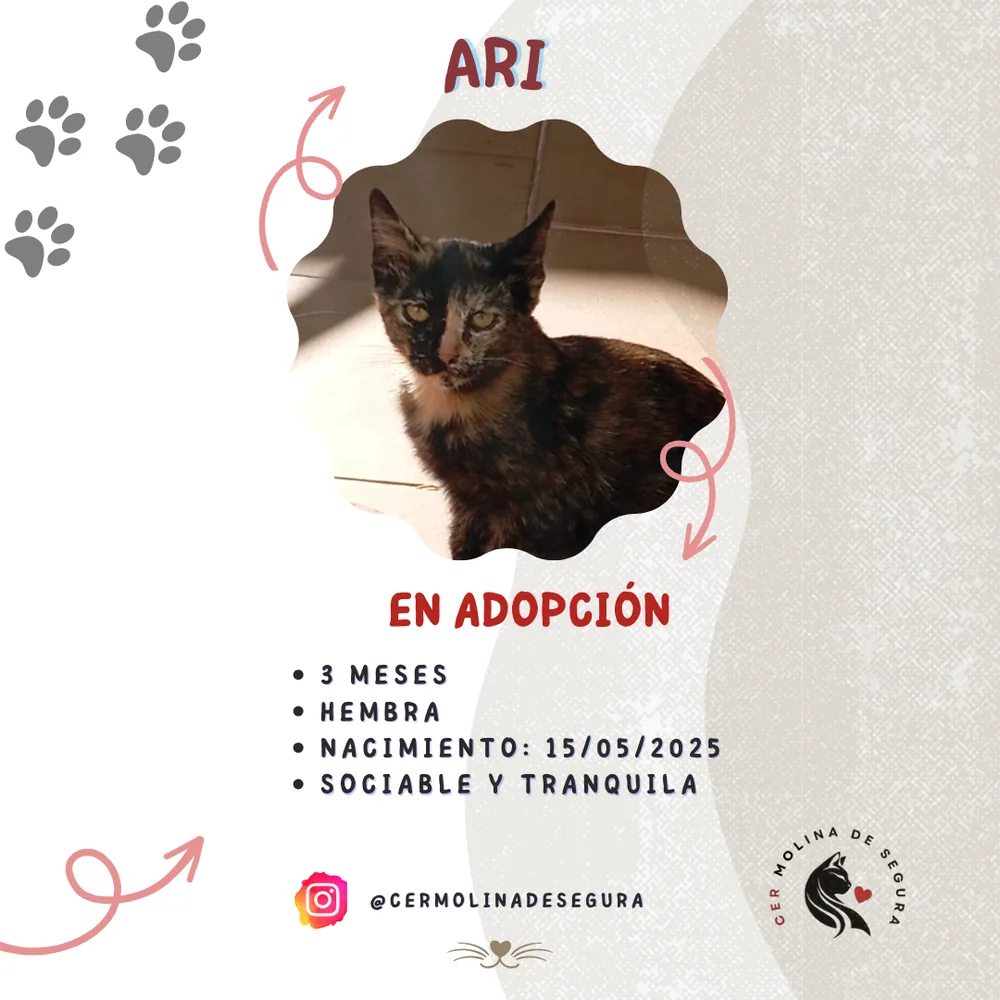 ARI
EN ADOPCIÓN
• 3 MESES
• HEMBRA
• NACIMIENTO: 15/05/2025
• SOCIABLE Y TRANQUILA
@CERMOLINADESEGURA
CER MOLINA DE SEGURA